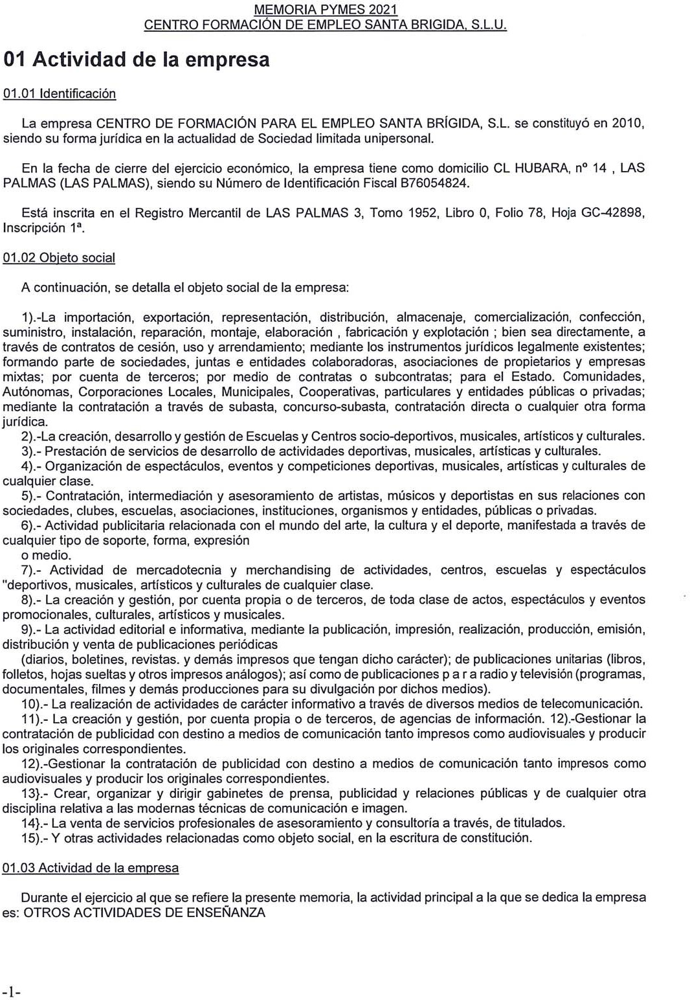 MEMORIA PYMES 2021
CENTRO FORMACIÓN DE EMPLEO SANTA BRIGIDA, S.L.U.
01 Actividad de la empresa
01.01 Identificación
La empresa CENTRO DE FORMACIÓN PARA EL EMPLEO SANTA BRÍGIDA, S.L. se constituyó en 2010,
siendo su forma jurídica en la actualidad de Sociedad limitada unipersonal.
En la fecha de cierre del ejercicio económico, la empresa tiene como domicilio CL HUBARA, nº 14 , LAS
PALMAS (LAS PALMAS), siendo su Número de Identificación Fiscal B76054824.
Está inscrita en el Registro Mercantil de LAS PALMAS 3, Tomo 1952, Libro 0, Folio 78, Hoja GC-42898,
Inscripción 1ª.
01.02 Objeto social
A continuación, se detalla el objeto social de la empresa:
1).-La importación, exportación, representación, distribución, almacenaje, comercialización, confección,
suministro, instalación, reparación, montaje, elaboración , fabricación y explotación ; bien sea directamente, a
través de contratos de cesión, uso y arrendamiento; mediante los instrumentos jurídicos legalmente existentes;
formando parte de sociedades, juntas e entidades colaboradoras, asociaciones de propietarios y empresas
mixtas; por cuenta de terceros; por medio de contratas o subcontratas; para el Estado. Comunidades,
Autónomas, Corporaciones Locales, Municipales, Cooperativas, particulares y entidades públicas o privadas;
mediante la contratación a través de subasta, concurso-subasta, contratación directa o cualquier otra forma
jurídica.
2).-La creación, desarrollo y gestión de Escuelas y Centros socio-deportivos, musicales, artísticos y culturales.
3).- Prestación de servicios de desarrollo de actividades deportivas, musicales, artísticas y culturales.
4).- Organización de espectáculos, eventos y competiciones deportivas, musicales, artísticas y culturales de
cualquier clase.
5).- Contratación, intermediación y asesoramiento de artistas, músicos y deportistas en sus relaciones con
sociedades, clubes, escuelas, asociaciones, instituciones, organismos y entidades, públicas o privadas.
6).- Actividad publicitaria relacionada con el mundo del arte, la cultura y el deporte, manifestada a través de
cualquier tipo de soporte, forma, expresión
o medio.
7).- Actividad de mercadotecnia y merchandising de actividades, centros, escuelas y espectáculos
"deportivos, musicales, artísticos y culturales de cualquier clase.
8).- La creación y gestión, por cuenta propia o de terceros, de toda clase de actos, espectáculos y eventos
promocionales, culturales, artísticos y musicales.
9).- La actividad editorial e informativa, mediante la publicación, impresión, realización, producción, emisión,
distribución y venta de publicaciones periódicas
(diarios, boletines, revistas. y demás impresos que tengan dicho carácter); de publicaciones unitarias (libros,
folletos, hojas sueltas y otros impresos análogos); así como de publicaciones p a r a radio y televisión (programas,
documentales, filmes y demás producciones para su divulgación por dichos medios).
10).- La realización de actividades de carácter informativo a través de diversos medios de telecomunicación.
11).- La creación y gestión, por cuenta propia o de terceros, de agencias de información. 12).-Gestionar la
contratación de publicidad con destino a medios de comunicación tanto impresos como audiovisuales y producir
los originales correspondientes.
12).-Gestionar la contratación de publicidad con destino a medios de comunicación tanto impresos como
audiovisuales y producir los originales correspondientes.
13}.- Crear, organizar y dirigir gabinetes de prensa, publicidad y relaciones públicas y de cualquier otra
disciplina relativa a las modernas técnicas de comunicación e imagen.
14}.- La venta de servicios profesionales de asesoramiento y consultoría a través, de titulados.
15).- Y otras actividades relacionadas como objeto social, en la escritura de constitución.
01.03 Actividad de la empresa
Durante el ejercicio al que se refiere la presente memoria, la actividad principal a la que se dedica la empresa
es: OTROS ACTIVIDADES DE ENSEÑANZA
-1-